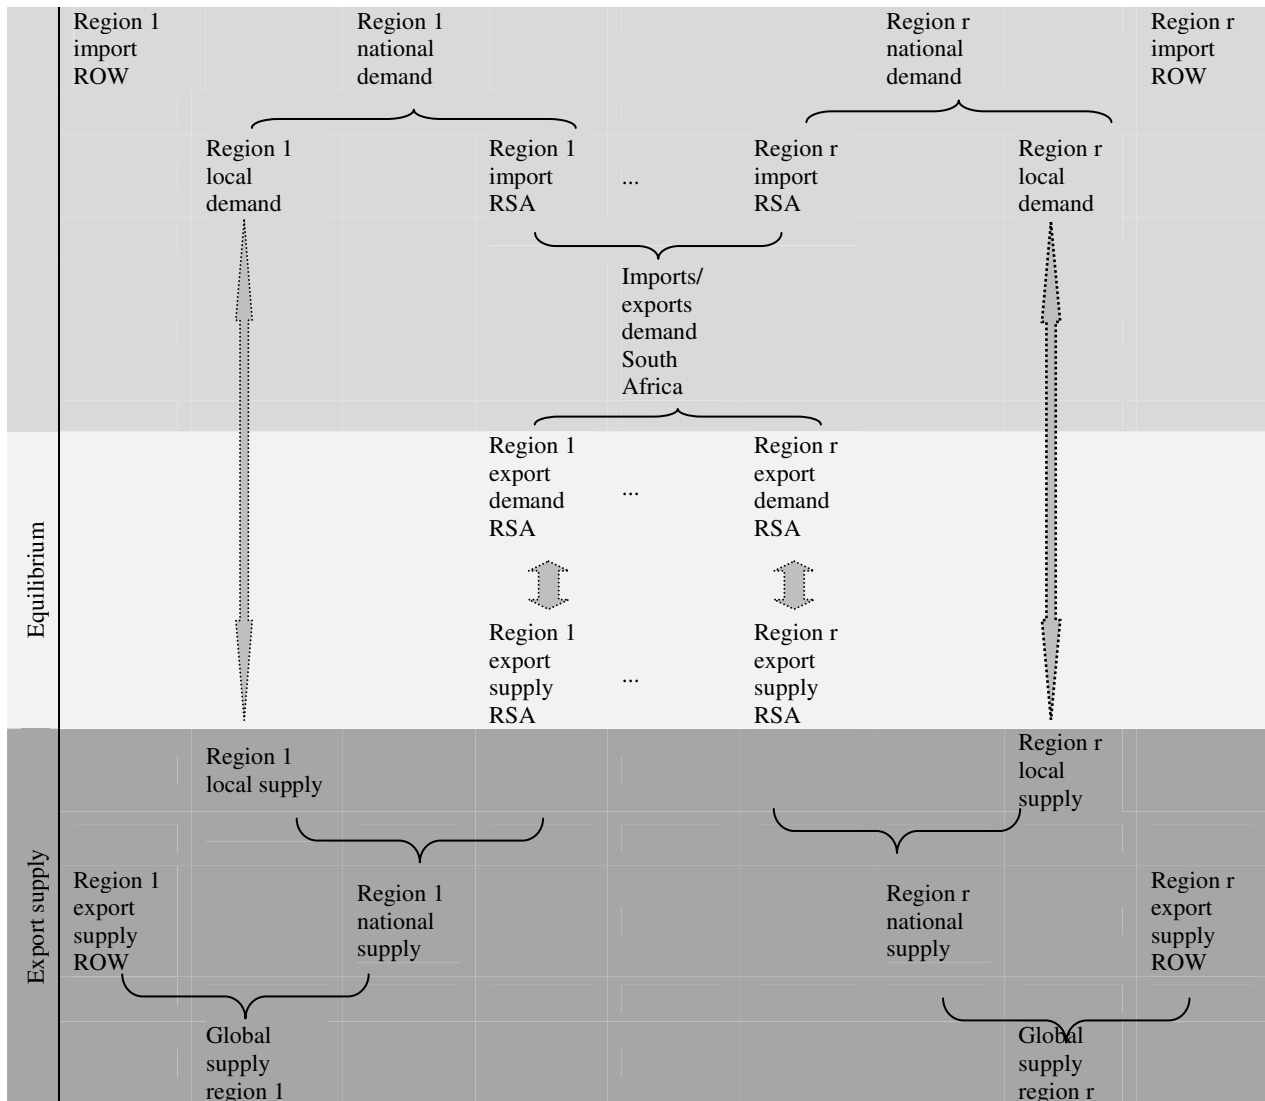 Region 1
import
ROW
Region 1
national
demand
Region r
national
demand
Region r
import
ROW
Region 1
local
demand
Region 1
import
RSA
...
Region r
import
RSA
Region r
local
demand
Imports/
exports
demand
South
Africa
Equilibrium
Region 1
export
demand
RSA
...
Region r
export
demand
RSA
Region 1
export
supply
RSA
...
Region r
export
supply
RSA
Export supply
Region 1
local supply
Region r
local
supply
Region 1
export
supply
ROW
Region 1
national
supply
Region r
national
supply
Region r
export
supply
ROW
Global
supply
region 1
Global
supply
region r